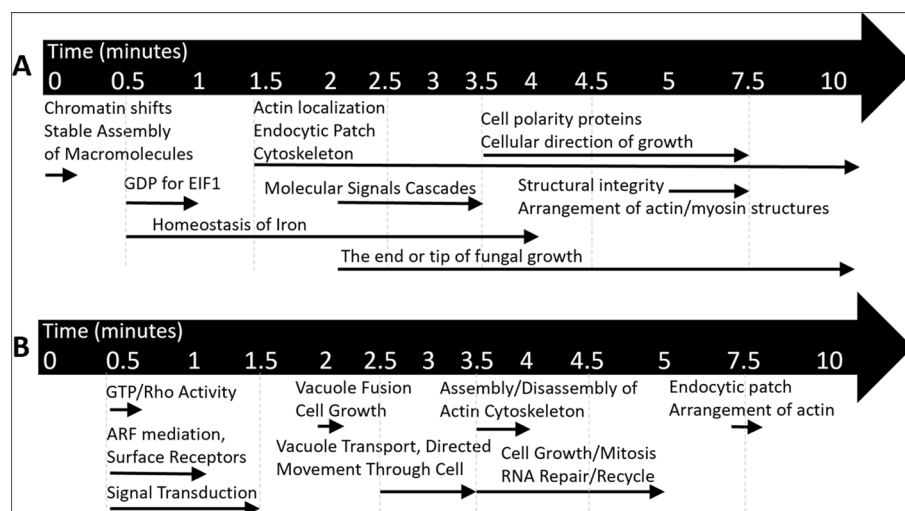 A
Time (minutes)
0 0.5 1 1.5 2 2.5 3 3.5 4 4.5 5 7.5 10
Chromatin shifts
Stable Assembly
of Macromolecules
Actin localization
Endocytic Patch
Cytoskeleton
Cell polarity proteins
Cellular direction of growth
GDP for EIF1
Molecular Signals Cascades
Structural integrity
Arrangement of actin/myosin structures
Homeostasis of Iron
The end or tip of fungal growth
B
Time (minutes)
0 0.5 1 1.5 2 2.5 3 3.5 4 4.5 5 7.5 10
GTP/Rho Activity
Vacuole Fusion
Cell Growth
Assembly/Disassembly of
Actin Cytoskeleton
Endocytic patch
Arrangement of actin
ARF mediation,
Surface Receptors
Vacuole Transport, Directed
Movement Through Cell
Cell Growth/Mitosis
RNA Repair/Recycle
Signal Transduction